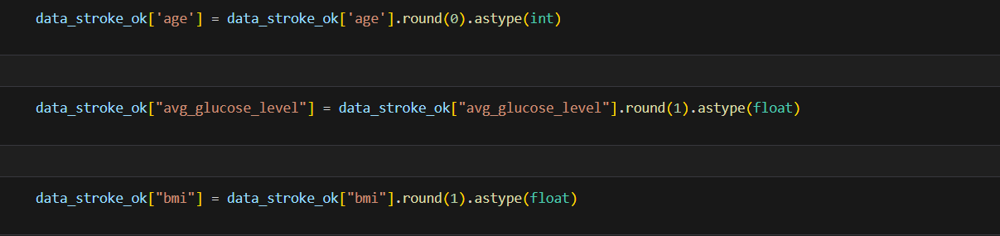 data_stroke_ok['age'] = data_stroke_ok['age'].round(0).astype(int)
data_stroke_ok["avg_glucose_level"] = data_stroke_ok["avg_glucose_level"].round(1).astype(float)
data_stroke_ok["bmi"] = data_stroke_ok["bmi"].round(1).astype(float)